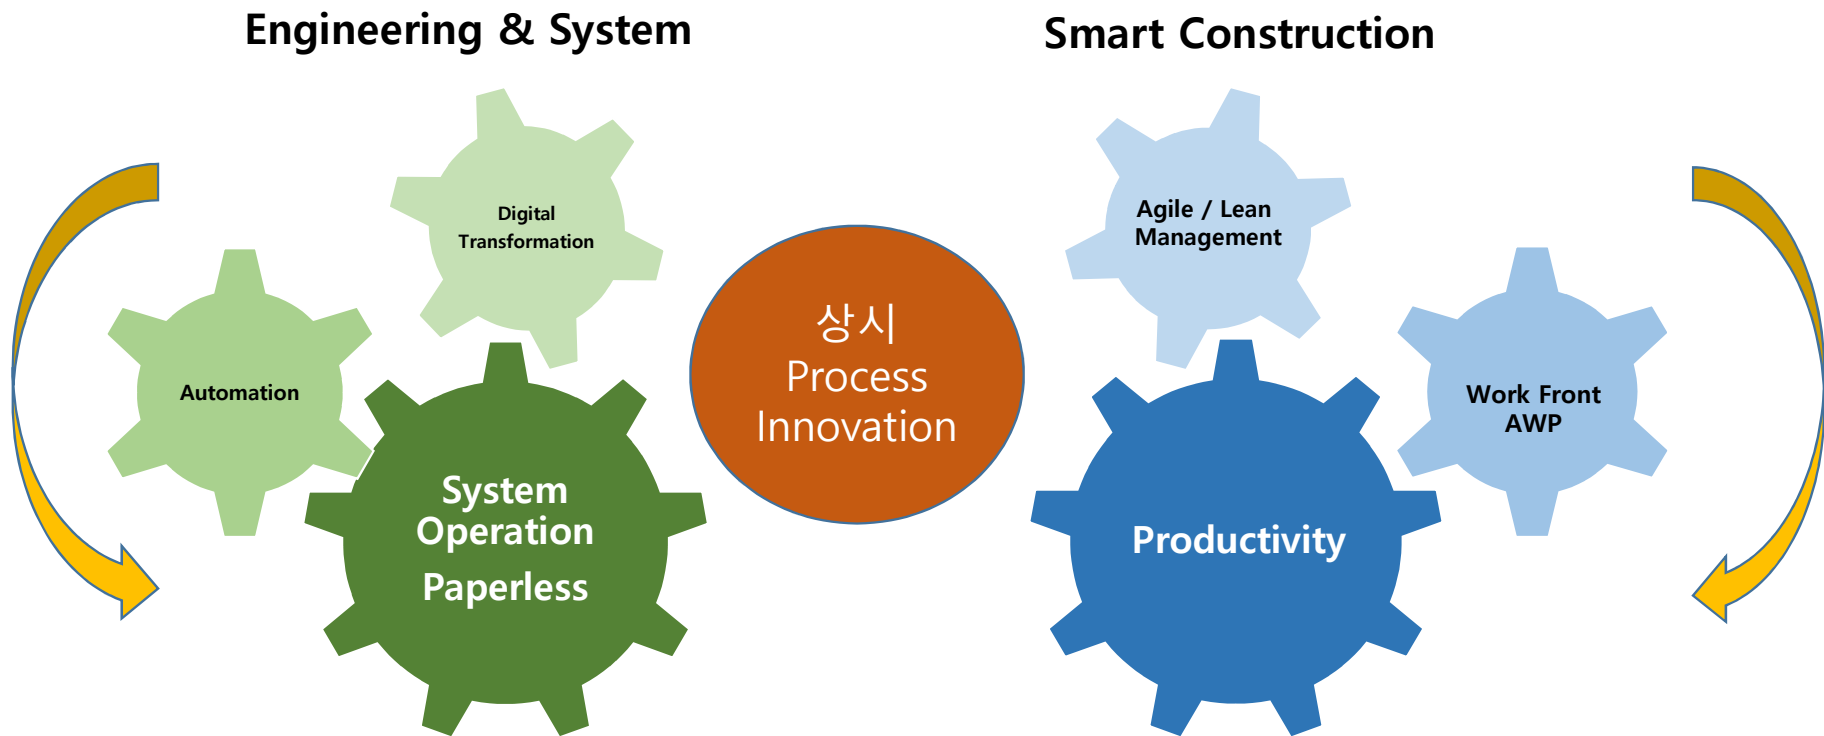 Engineering & System
Smart Construction
Digital
Transformation
Automation
System
Operation
Paperless
상시
Process
Innovation
Agile / Lean
Management
Work Front
AWP
Productivity